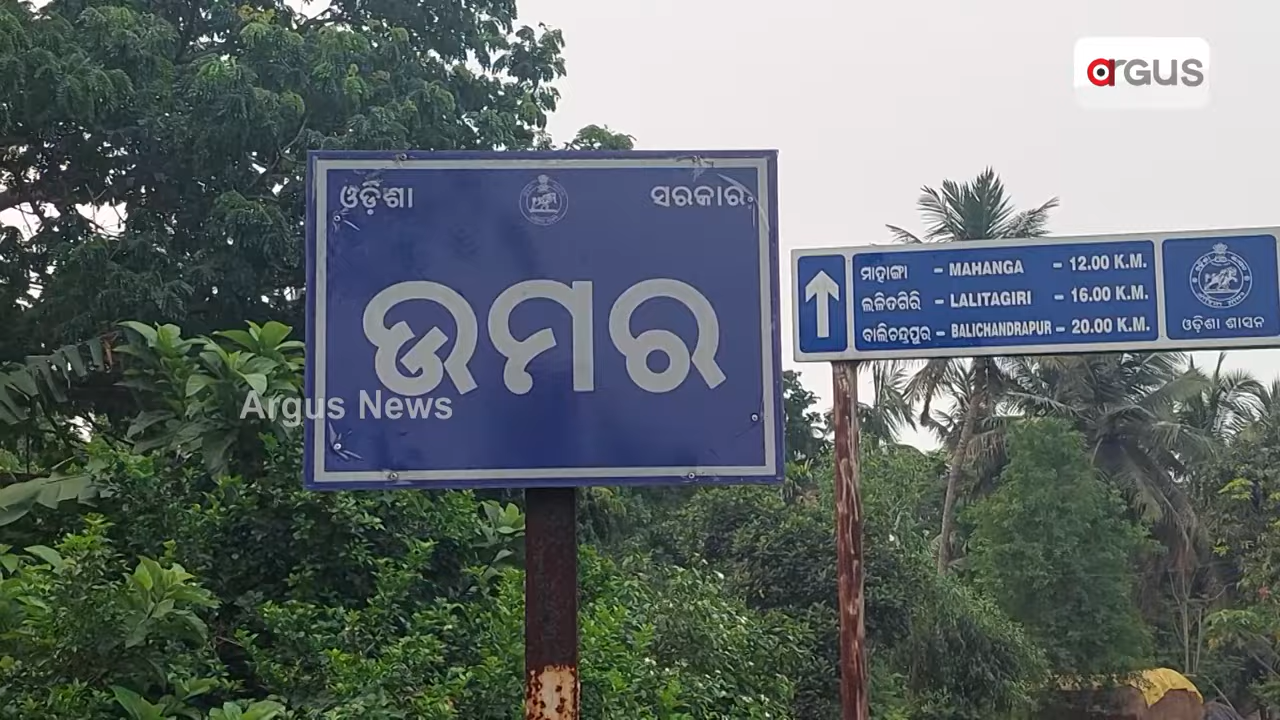 argus
ଓଡ଼ିଶା ସରକାର
ଉମର
Argus News
ମାହାଙ୍ଗା - MAHANGA - 12.00 K.M.
ଲଳିତଗିରି - LALITAGIRI - 16.00 K.M.
ବାଲିଚନ୍ଦ୍ରପୁର - BALICHANDRAPUR - 20.00 K.M.
ଓଡ଼ିଶା ଶାସନ